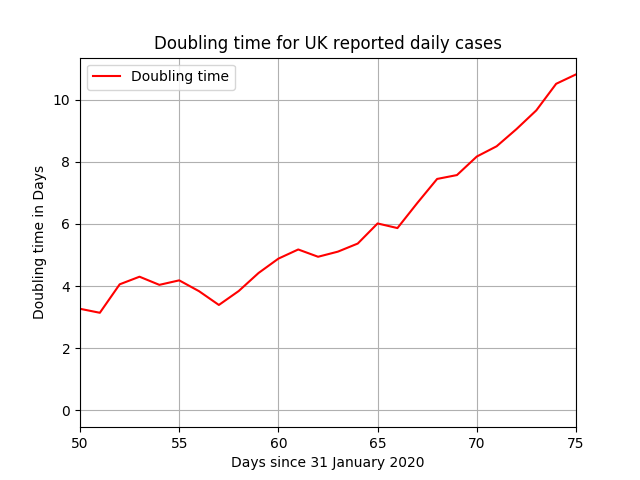 Doubling time for UK reported daily cases
Doubling time
Doubling time in Days
10
8
6
4
2
0
50 55 60 65 70 75
Days since 31 January 2020